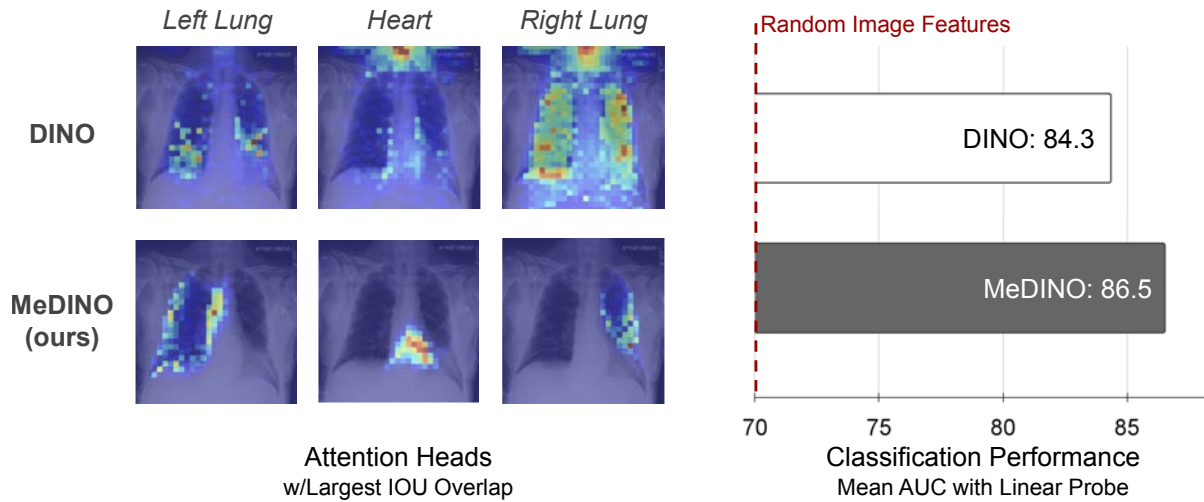 Left Lung
Heart
Right Lung
DINO
MeDINO
(ours)
Attention Heads
w/Largest IOU Overlap
Random Image Features
DINO: 84.3
MeDINO: 86.5
70
75
80
85
Classification Performance
Mean AUC with Linear Probe